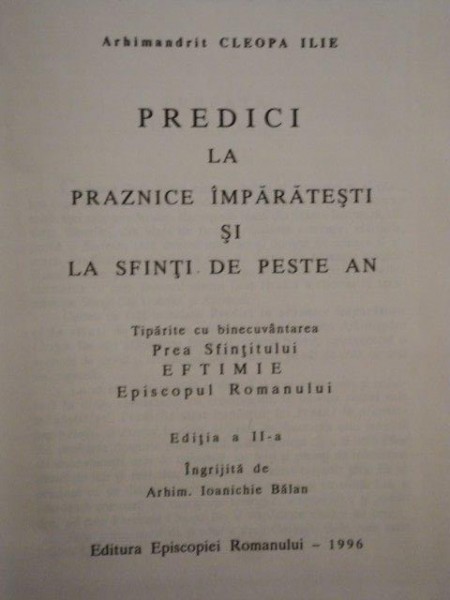 Arhimandrit CLEOPA ILIE
PREDICI
LA
PRAZNICE ÎMPĂRĂTEŞTI
ŞI
LA SFINŢI DE PESTE AN
Tipărite cu binecuvântarea
Prea Sfinţitului
EFTIMIE
Episcopul Romanului
Ediţia a II-a
Îngrijită de
Arhim. Ioanichie Bălan
Editura Episcopiei Romanului – 1996